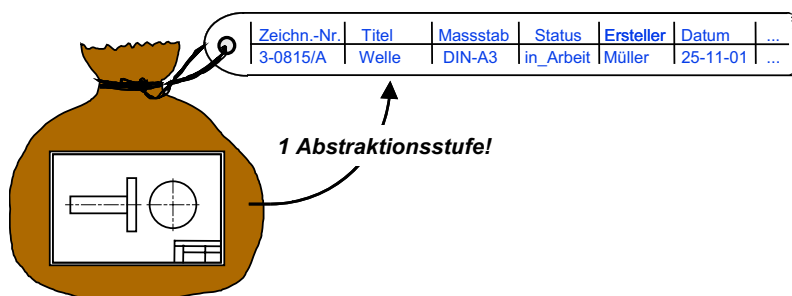 Zeichn.-Nr. Titel Massstab Status Ersteller Datum ...
3-0815/A Welle DIN-A3 in_Arbeit Müller 25-11-01 ...
1 Abstraktionsstufe!